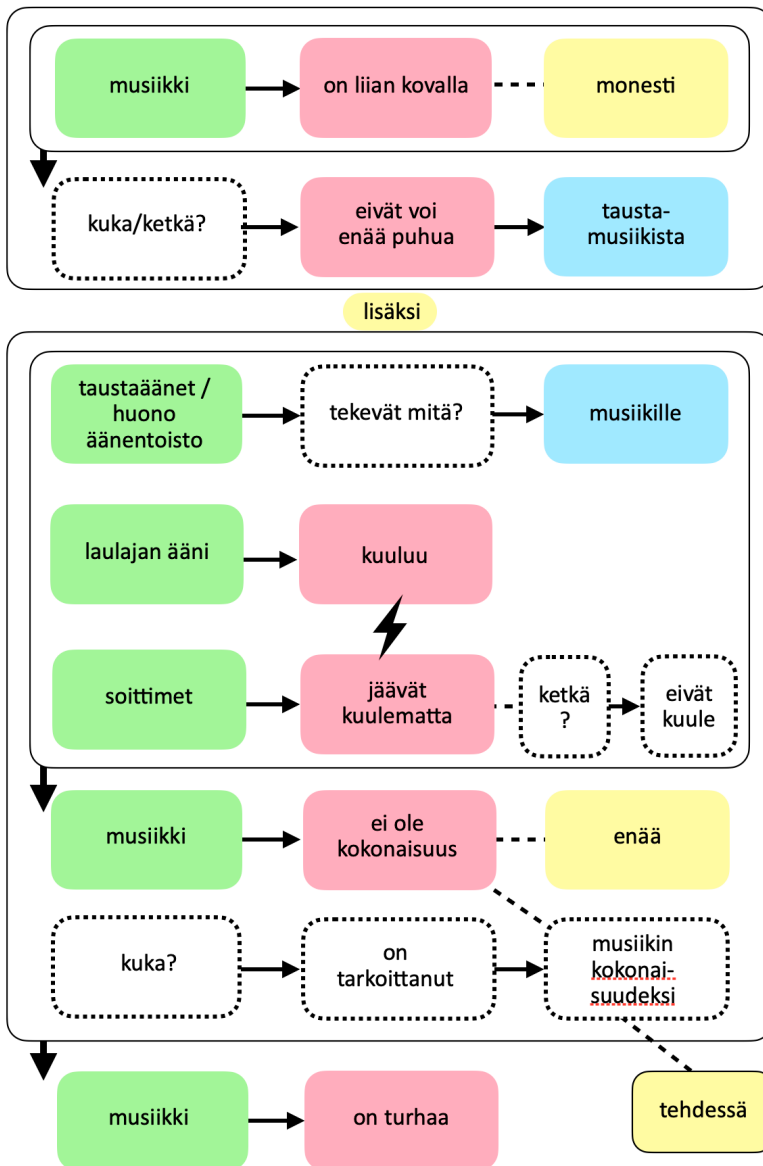 musiikki
on liian kovalla
monesti
kuka/ketkä?
eivät voi
enää puhua
tausta-
musiikista
lisäksi
taustaäänet /
huono
äänentoisto
tekevät mitä?
musiikille
laulajan ääni
kuuluu
soittimet
jäävät
kuulematta
ketkä
?
eivät
kuule
musiikki
ei ole
kokonaisuus
enää
kuka?
on
tarkoittanut
musiikin
kokonai-
suudeksi
musiikki
on turhaa
tehdessä